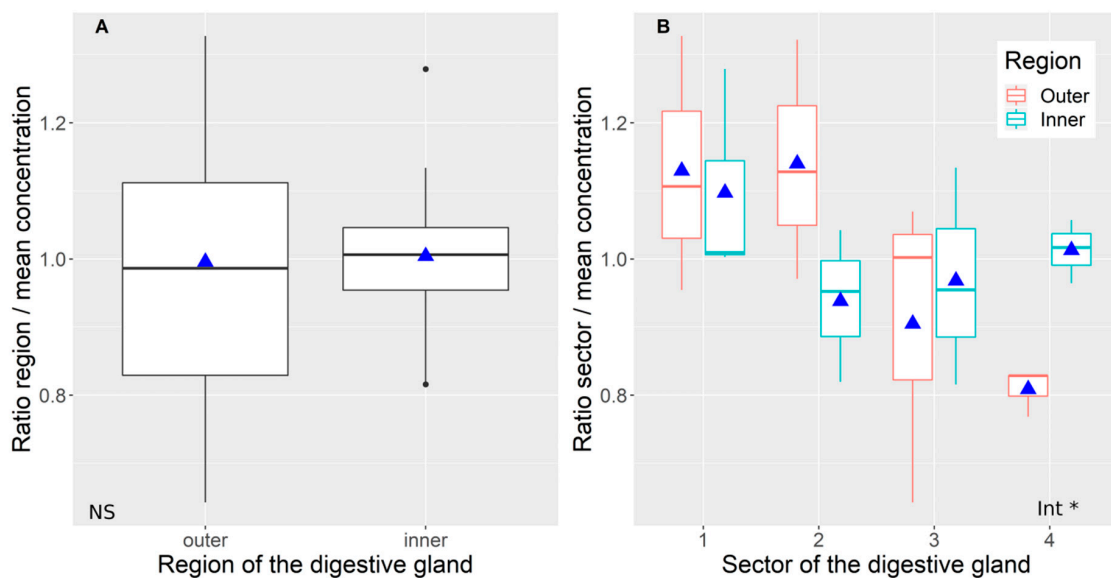 A
Ratio region / mean concentration
1.2
1.0
0.8
NS
outer inner
Region of the digestive gland
B
Ratio sector / mean concentration
1.2
1.0
0.8
Region
Outer
Inner
Int *
1 2 3 4
Sector of the digestive gland